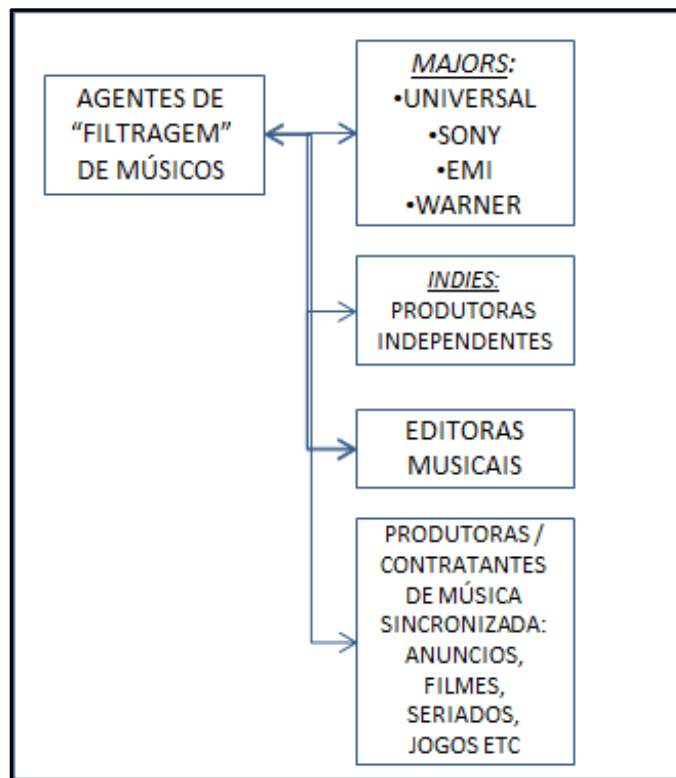 AGENTES DE
“FILTRAGEM”
DE MÚSICOS
MAJORS:
•UNIVERSAL
•SONY
•EMI
•WARNER
INDIES:
PRODUTORAS
INDEPENDENTES
EDITORAS
MUSICAIS
PRODUTORAS /
CONTRATANTES
DE MÚSICA
SINCRONIZADA:
ANUNCIOS,
FILMES,
SERIADOS,
JOGOS ETC